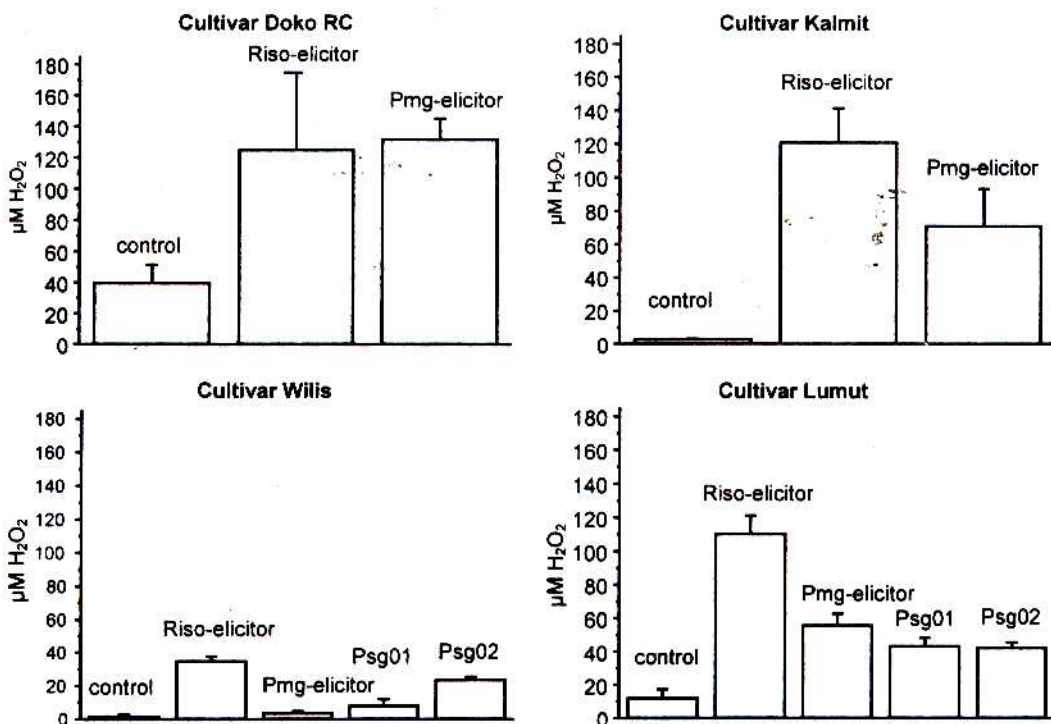 Cultivar Doko RC
Riso-elicitor
Pmg-elicitor
control
µM H₂O₂
180
160
140
120
100
80
60
40
20
0
Cultivar Kalmit
Riso-elicitor
Pmg-elicitor
control
µM H₂O₂
180
160
140
120
100
80
60
40
20
0
Cultivar Wilis
Riso-elicitor
control
Pmg-elicitor
Psg01
Psg02
µM H₂O₂
180
160
140
120
100
80
60
40
20
0
Cultivar Lumut
Riso-elicitor
Pmg-elicitor
Psg01
Psg02
control
µM H₂O₂
180
160
140
120
100
80
60
40
20
0